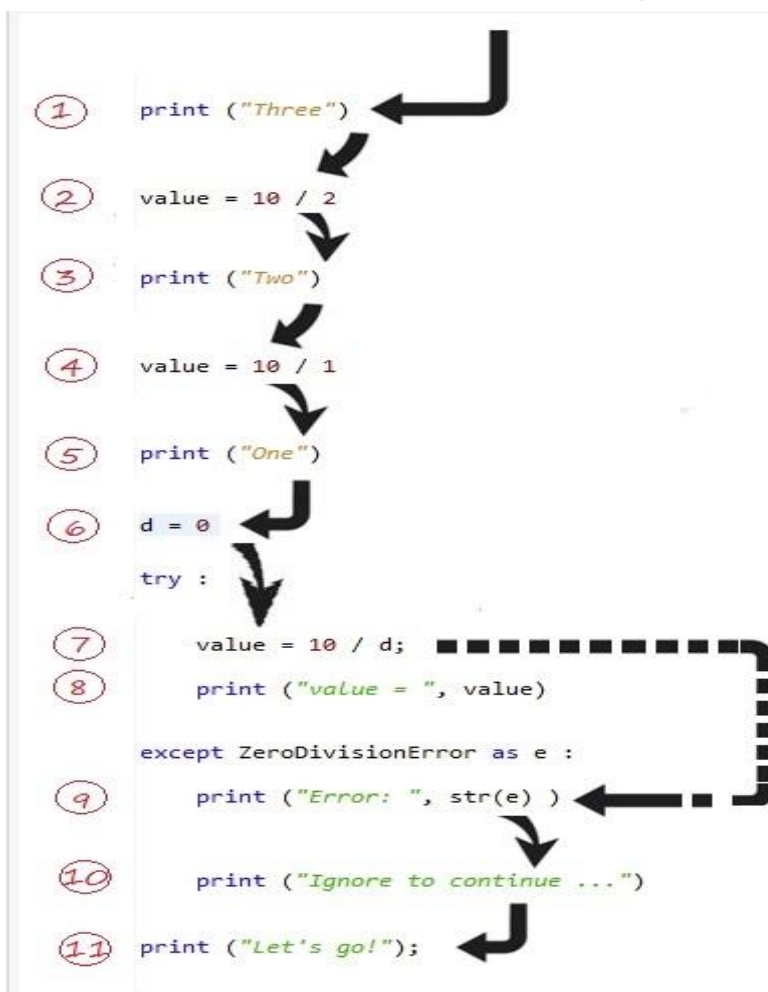 1 print ("Three")
2 value = 10 / 2
3 print ("Two")
4 value = 10 / 1
5 print ("One")
6 d = 0
try :
7 value = 10 / d;
8 print ("value = ", value)
except ZeroDivisionError as e :
9 print ("Error: ", str(e) )
10 print ("Ignore to continue ...")
11 print ("Let's go!");